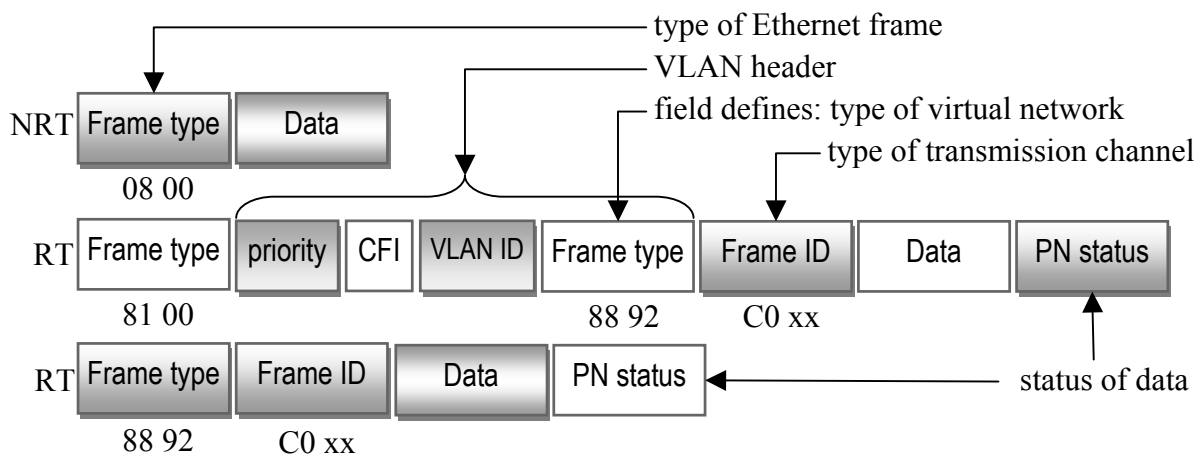 type of Ethernet frame
VLAN header
field defines: type of virtual network
type of transmission channel
NRT Frame type Data
08 00
RT Frame type priority CFI VLAN ID Frame type Frame ID Data PN status
81 00 88 92 C0 xx
RT Frame type Frame ID Data PN status status of data
88 92 C0 xx